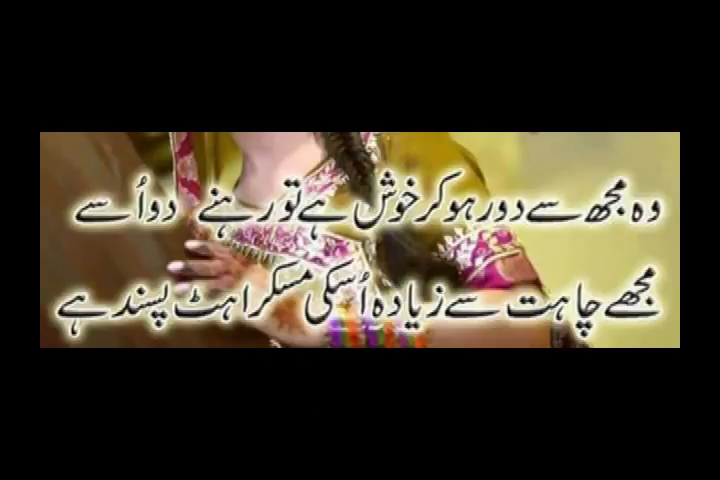 وہ مجھ سے دور ہو کر خوش ہے تو رہنے دو اُسے
مجھے چاہت سے زیادہ اُسکی مسکراہٹ پسند ہے